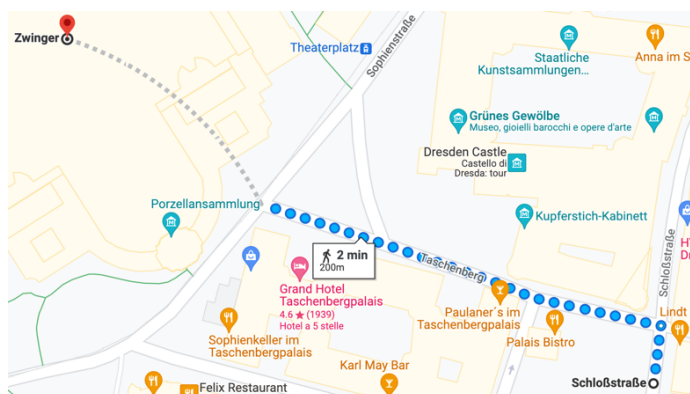 Zwinger
Theaterplatz
Sophienstraße
Staatliche
Kunstsammlungen...
Anna im S
Grünes Gewölbe
Museo, gioielli barocchi e opere d'arte
Dresden Castle
Castello di
Dresda: tour
Porzellansammlung
Kupferstich-Kabinett
2 min
200m
Taschenberg
Schloßstraße
Grand Hotel
Taschenbergpalais
4.6 ★ (1939)
Hotel a 5 stelle
Paulaner´s im
Taschenbergpalais
Lindt
Sophienkeller im
Taschenbergpalais
Palais Bistro
Karl May Bar
Schloßstraße
Felix Restaurant